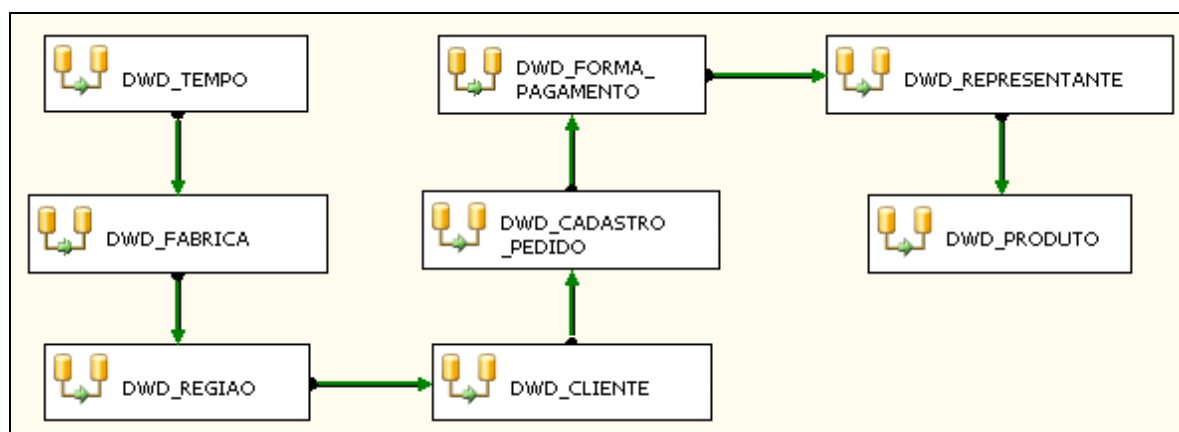 DWD_TEMPO
DWD_FABRICA
DWD_REGIAO
DWD_CLIENTE
DWD_CADASTRO
_PEDIDO
DWD_FORMA_
PAGAMENTO
DWD_REPRESENTANTE
DWD_PRODUTO